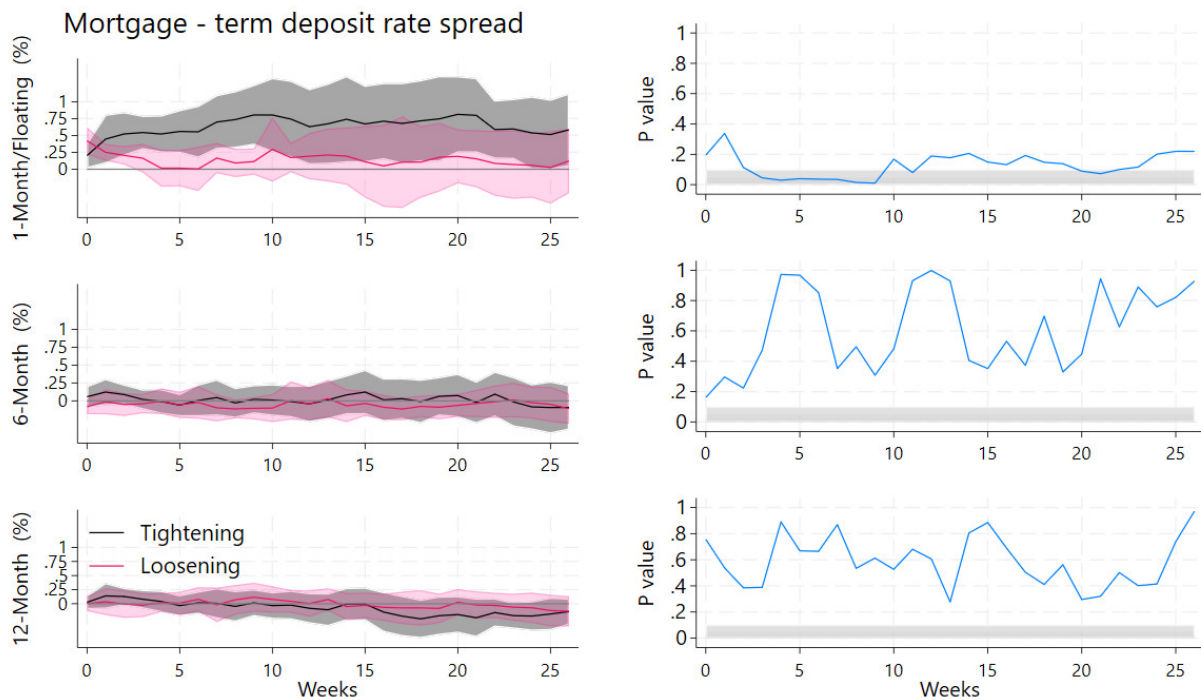 Mortgage - term deposit rate spread
1-Month/Floating (%)
1
.75
.5
.25
0
0 5 10 15 20 25
P value
1
.8
.6
.4
.2
0
0 5 10 15 20 25
6-Month (%)
1
.75
.5
.25
0
0 5 10 15 20 25
P value
1
.8
.6
.4
.2
0
0 5 10 15 20 25
12-Month (%)
1
.75
.5
.25
0
Tightening
Loosening
0 5 10 15 20 25
Weeks
P value
1
.8
.6
.4
.2
0
0 5 10 15 20 25
Weeks